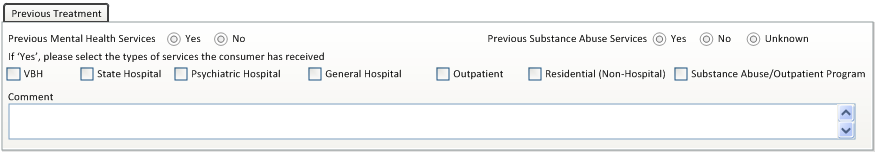 Previous Treatment
Previous Mental Health Services Yes No Previous Substance Abuse Services Yes No Unknown
If 'Yes', please select the types of services the consumer has received
VBH State Hospital Psychiatric Hospital General Hospital Outpatient Residential (Non-Hospital) Substance Abuse/Outpatient Program
Comment